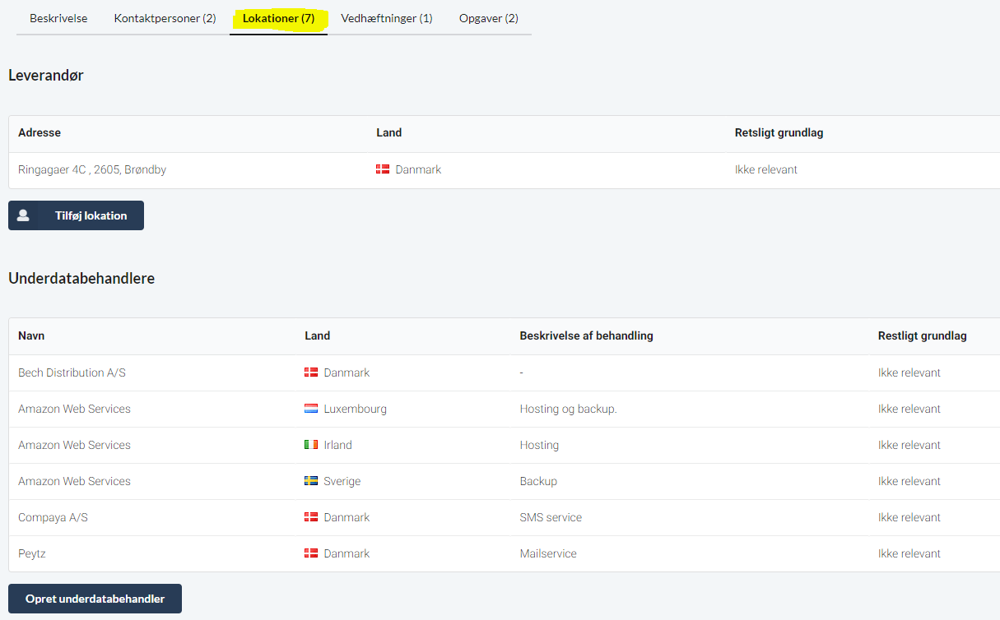 Beskrivelse Kontaktpersoner (2) Lokationer (7) Vedhæftninger (1) Opgaver (2)
Leverandør
Adresse Land Retsligt grundlag
Ringagaer 4C , 2605, Brøndby Danmark Ikke relevant
Tilføj lokation
Underdatabehandlere
Navn Land Beskrivelse af behandling Restligt grundlag
Bech Distribution A/S Danmark - Ikke relevant
Amazon Web Services Luxembourg Hosting og backup. Ikke relevant
Amazon Web Services Irland Hosting Ikke relevant
Amazon Web Services Sverige Backup Ikke relevant
Compaya A/S Danmark SMS service Ikke relevant
Peytz Danmark Mailservice Ikke relevant
Opret underdatabehandler